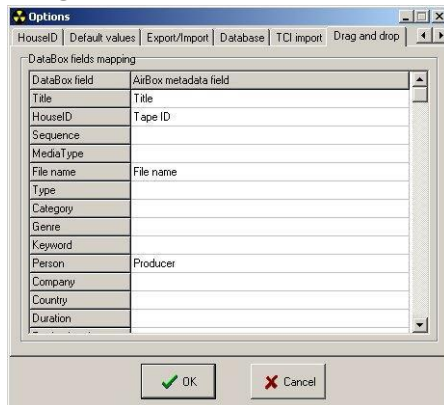 Options
HouseID Default values Export/Import Database TCI import Drag and drop
DataBox fields mapping
DataBox field AirBox metadata field
Title Title
HouseID Tape ID
Sequence
MediaType
File name File name
Type
Category
Genre
Keyword
Person Producer
Company
Country
Duration
OK Cancel